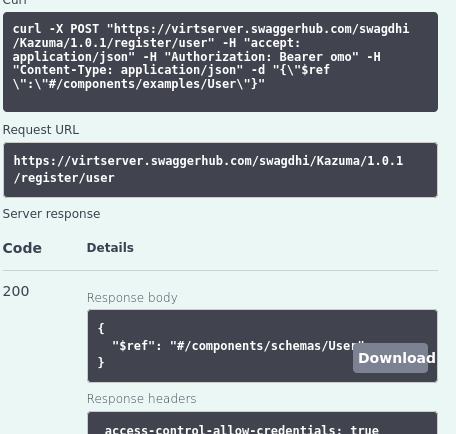 Curl
curl -X POST "https://virtserver.swaggerhub.com/swagdhi
/Kazuma/1.0.1/register/user" -H "accept:
application/json" -H "Authorization: Bearer omo" -H
"Content-Type: application/json" -d "{\"$ref
\":\"#/components/examples/User\"}"
Request URL
https://virtserver.swaggerhub.com/swagdhi/Kazuma/1.0.1
/register/user
Server response
Code Details
200
Response body
{
"$ref": "#/components/schemas/User"
}
Download
Response headers
access-control-allow-credentials: true